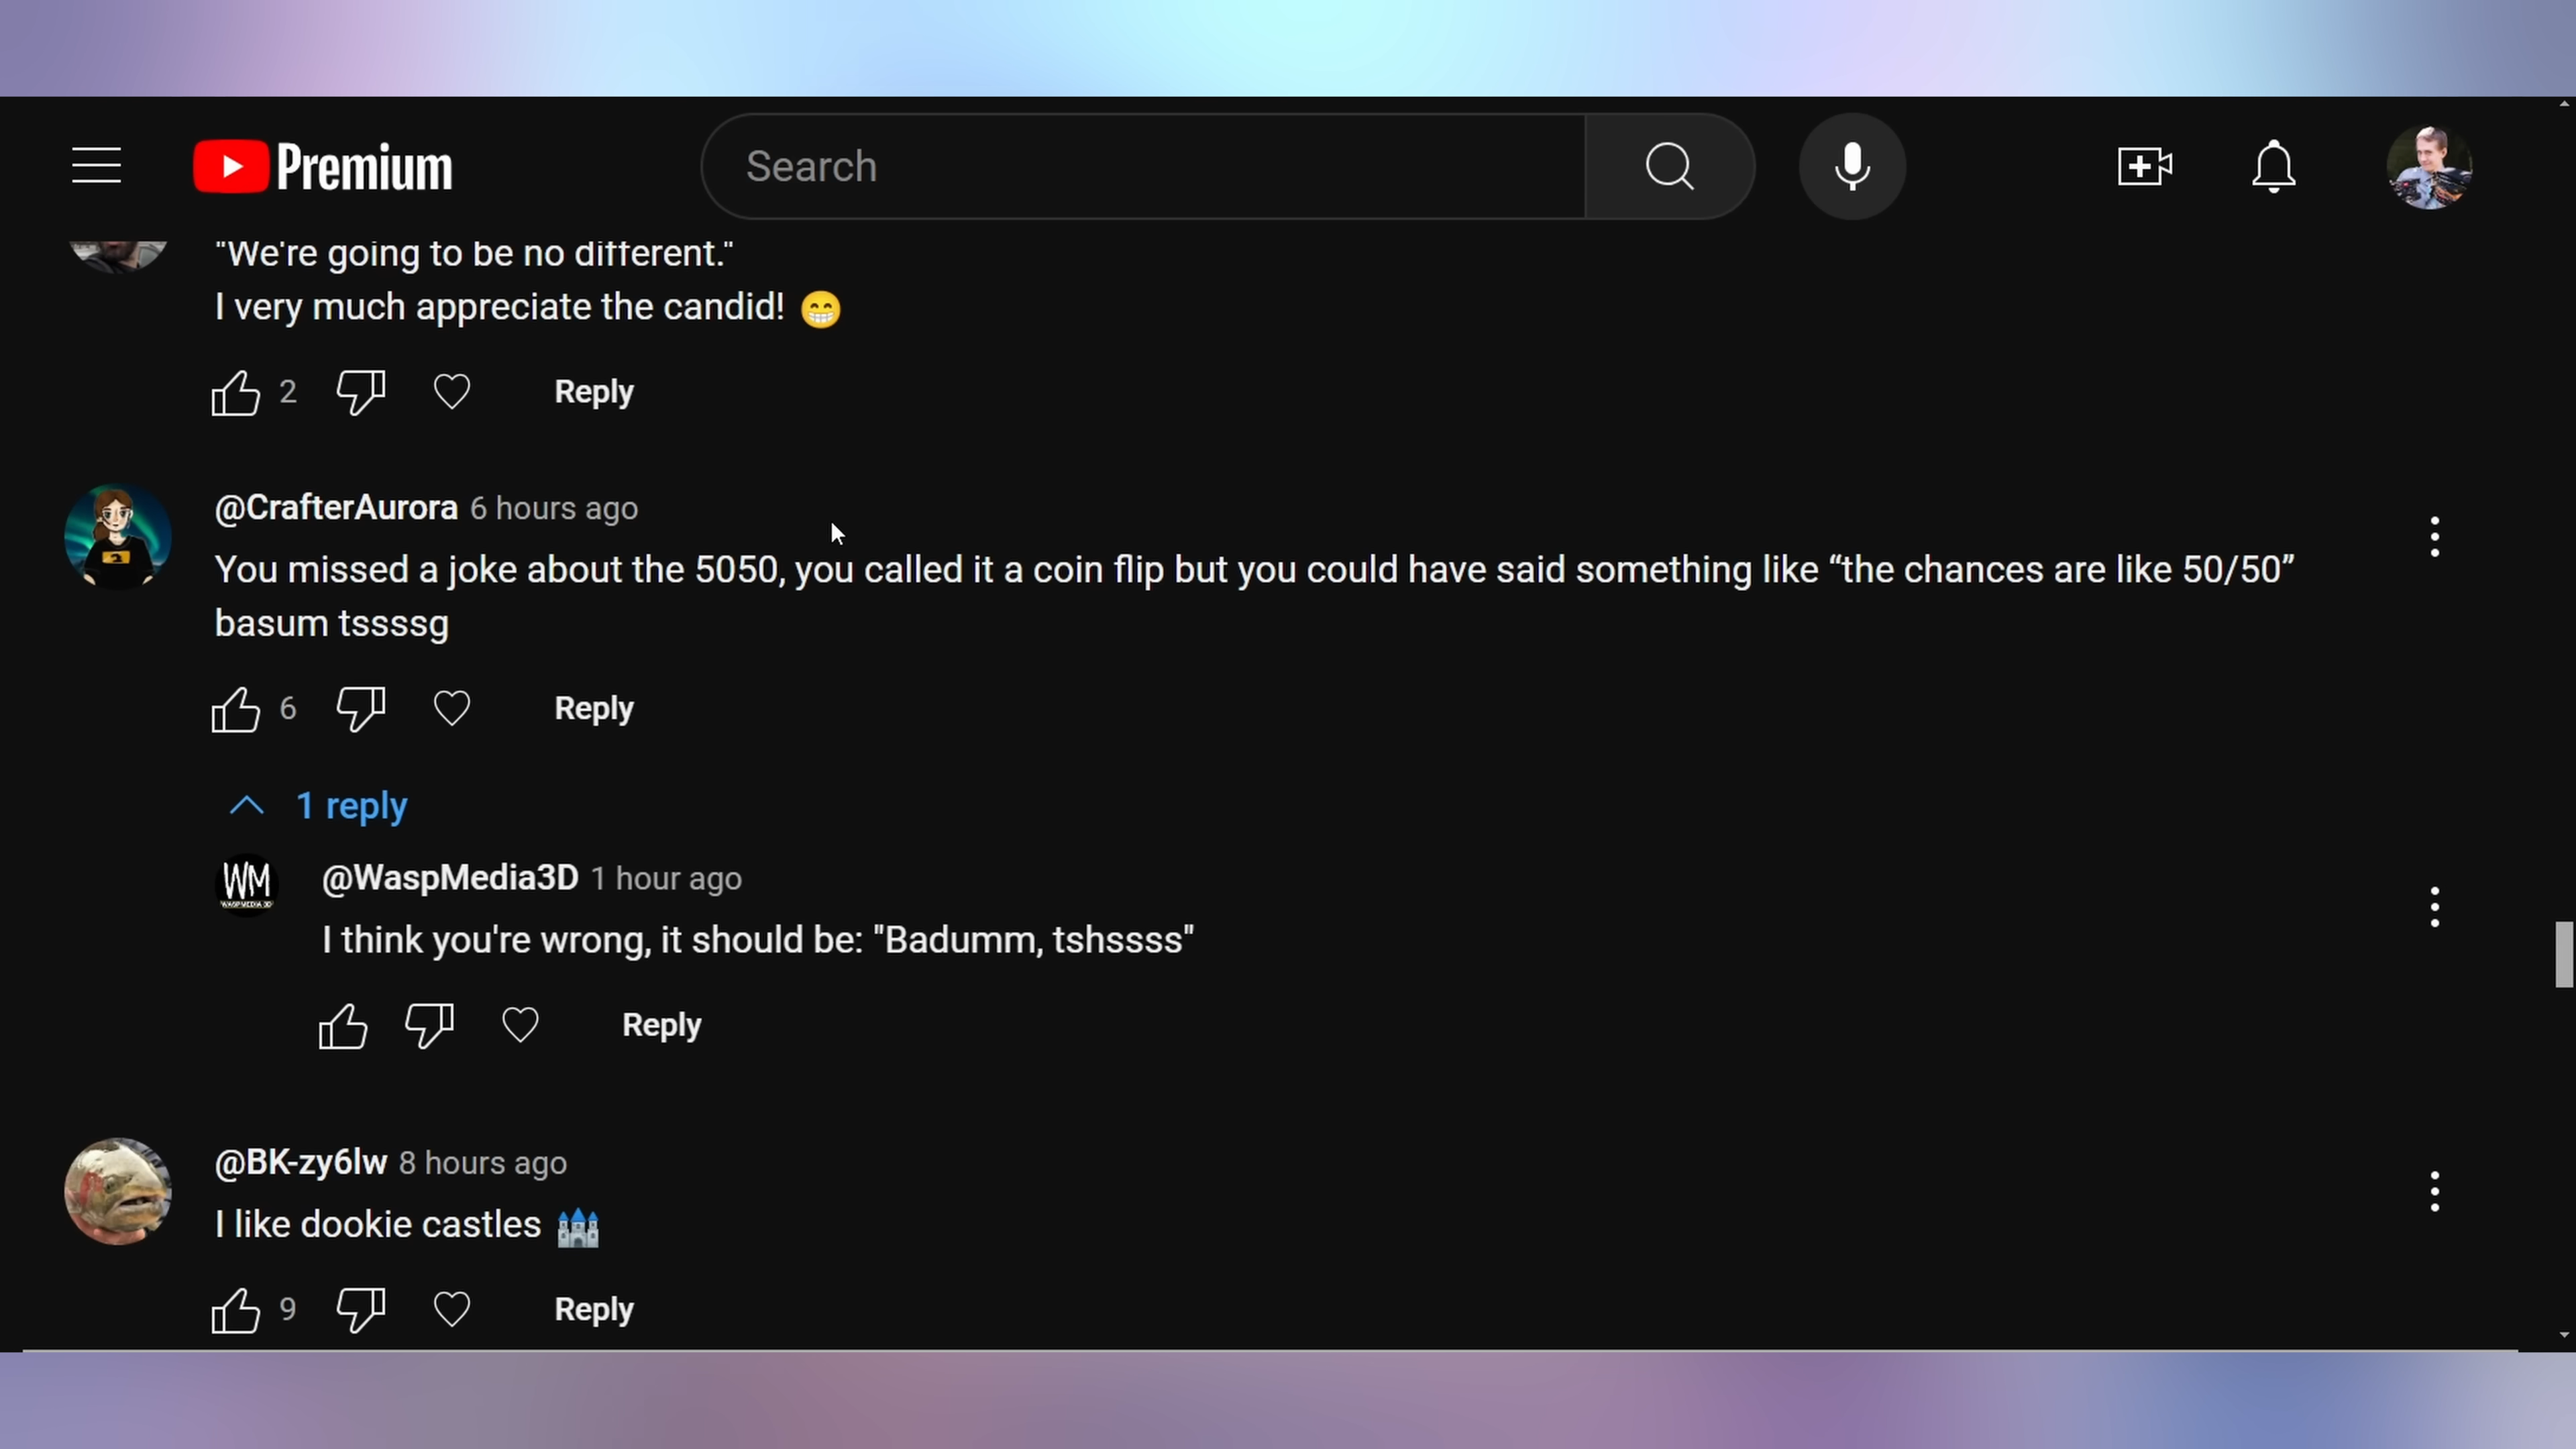 Premium
Search
"We're going to be no different."
I very much appreciate the candid! 😁
2
Reply
@CrafterAurora 6 hours ago
You missed a joke about the 5050, you called it a coin flip but you could have said something like “the chances are like 50/50”
basum tssssg
6
Reply
1 reply
WM
WASPMEDIA 3D
@WaspMedia3D 1 hour ago
I think you're wrong, it should be: "Badumm, tshssss"
Reply
@BK-zy6lw 8 hours ago
I like dookie castles 🏰
9
Reply